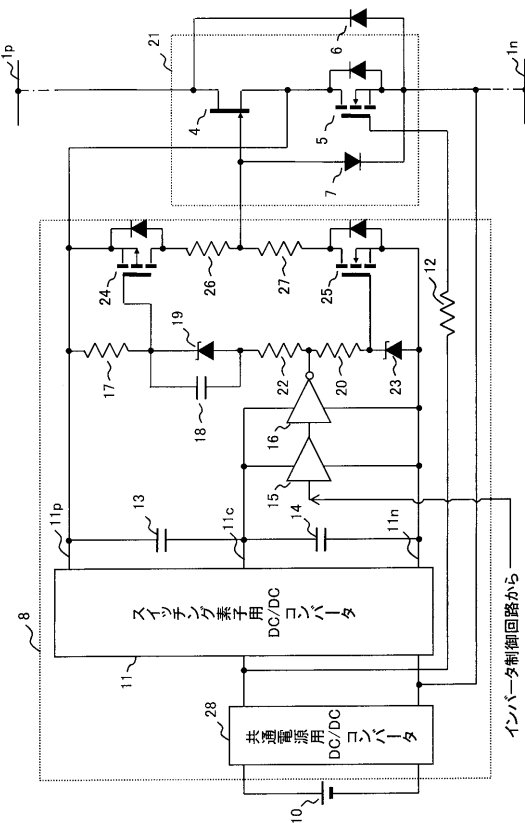 8
10
28
共通電源用
DC/DC
コンバータ
11
スイッチング素子用
DC/DC
コンバータ
11p
11c
11n
13
14
15
16
インバータ制御回路から
17
18
19
22
20
23
24
26
27
25
12
21
4
5
6
7
1p
1n